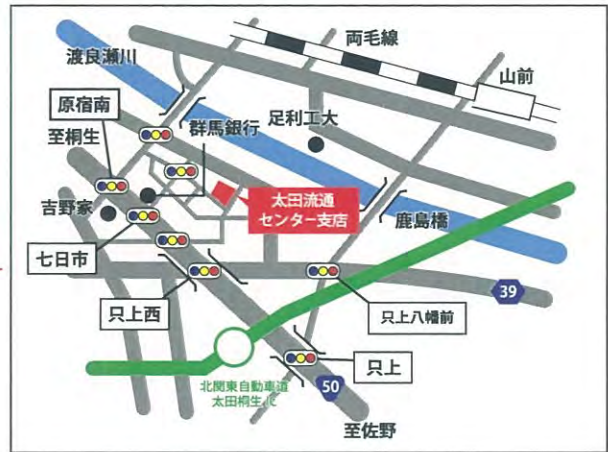 両毛線
渡良瀬川
山前
原宿南
足利工大
群馬銀行
至桐生
太田流通
センター支店
吉野家
鹿島橋
七日市
只上西
只上八幡前
39
只上
北関東自動車道
太田桐生IC
50
至佐野